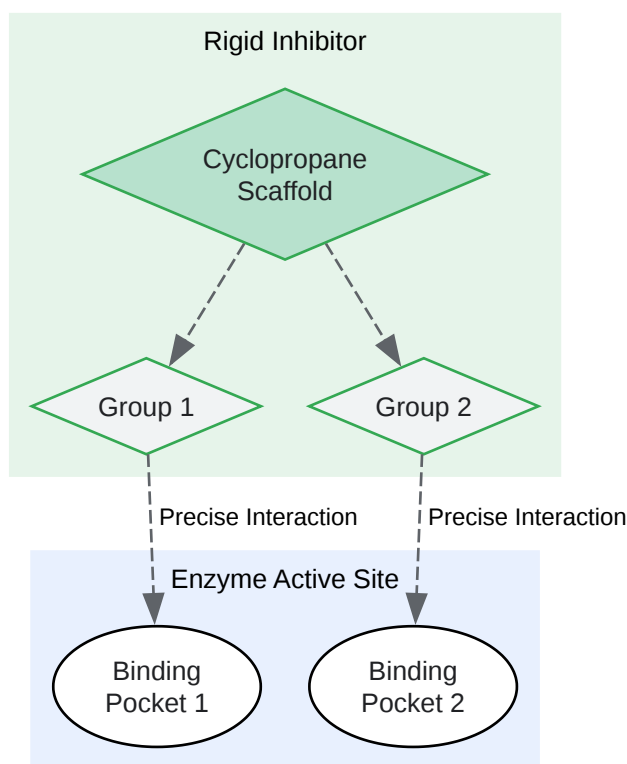 Rigid Inhibitor
Cyclopropane
Scaffold
Group 1
Group 2
Precise Interaction
Precise Interaction
Enzyme Active Site
Binding
Pocket 1
Binding
Pocket 2